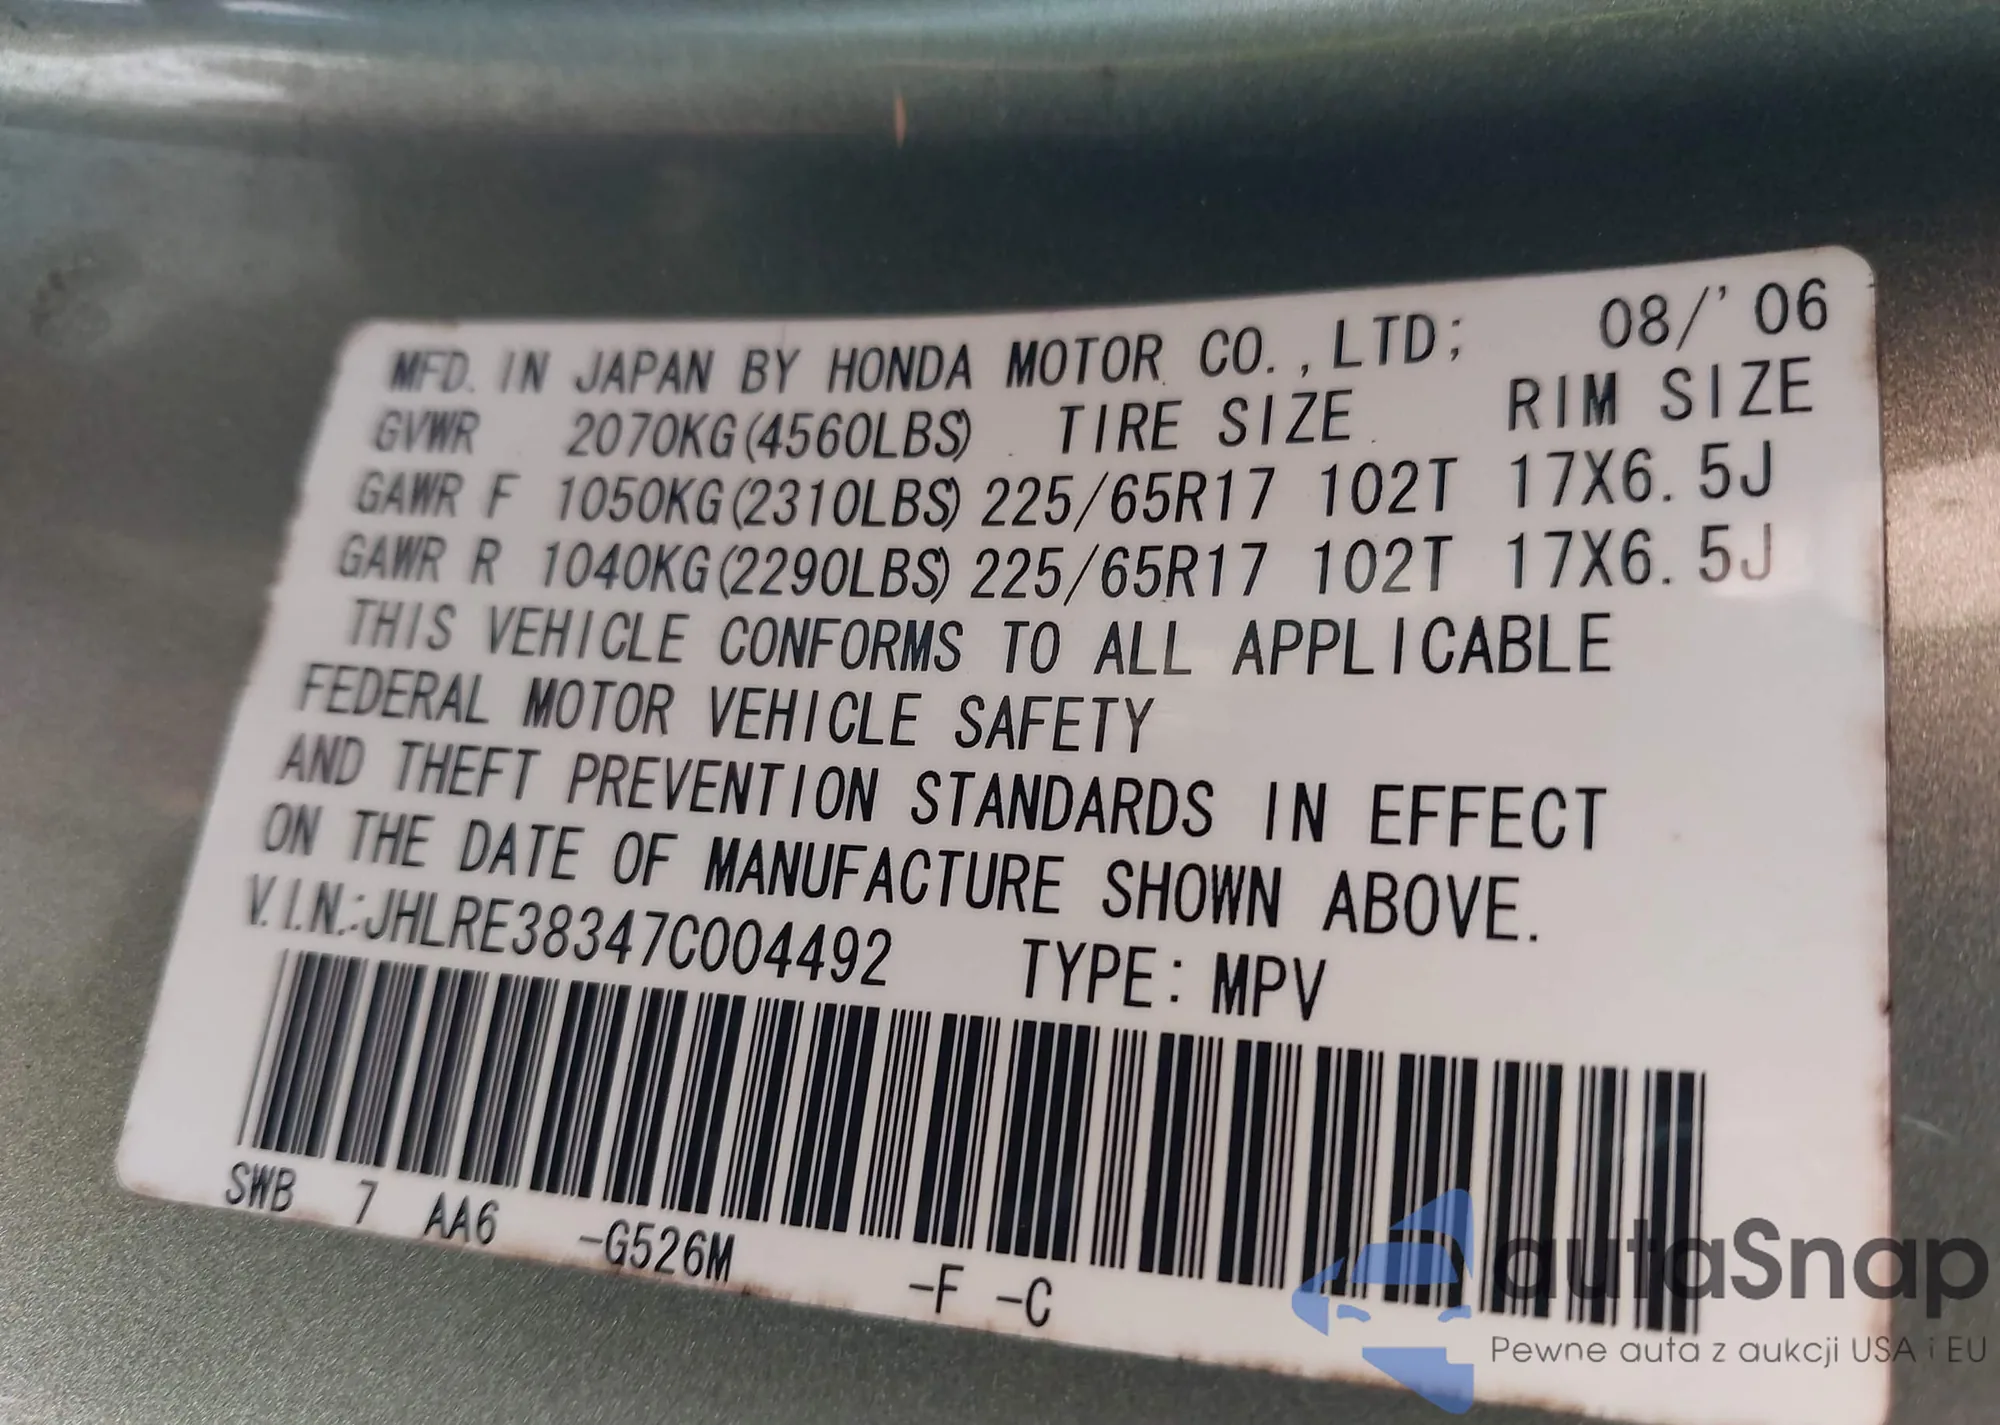 MFD. IN JAPAN BY HONDA MOTOR CO., LTD; 08/'06
GVWR 2070KG(4560LBS) TIRE SIZE RIM SIZE
GAWR F 1050KG(2310LBS) 225/65R17 102T 17X6.5J
GAWR R 1040KG(2290LBS) 225/65R17 102T 17X6.5J
THIS VEHICLE CONFORMS TO ALL APPLICABLE
FEDERAL MOTOR VEHICLE SAFETY
AND THEFT PREVENTION STANDARDS IN EFFECT
ON THE DATE OF MANUFACTURE SHOWN ABOVE.
V.I.N.:JHLRE38347C004492 TYPE: MPV
SWB 7 AA6 -G526M -F -C
autaSnap
Pewne auta z aukcji USA i EU